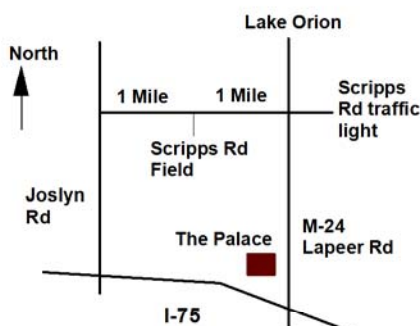 Lake Orion
North
1 Mile
1 Mile
Scripps
Rd traffic
light
Scripps Rd
Field
Joslyn
Rd
The Palace
M-24
Lapeer Rd
I-75